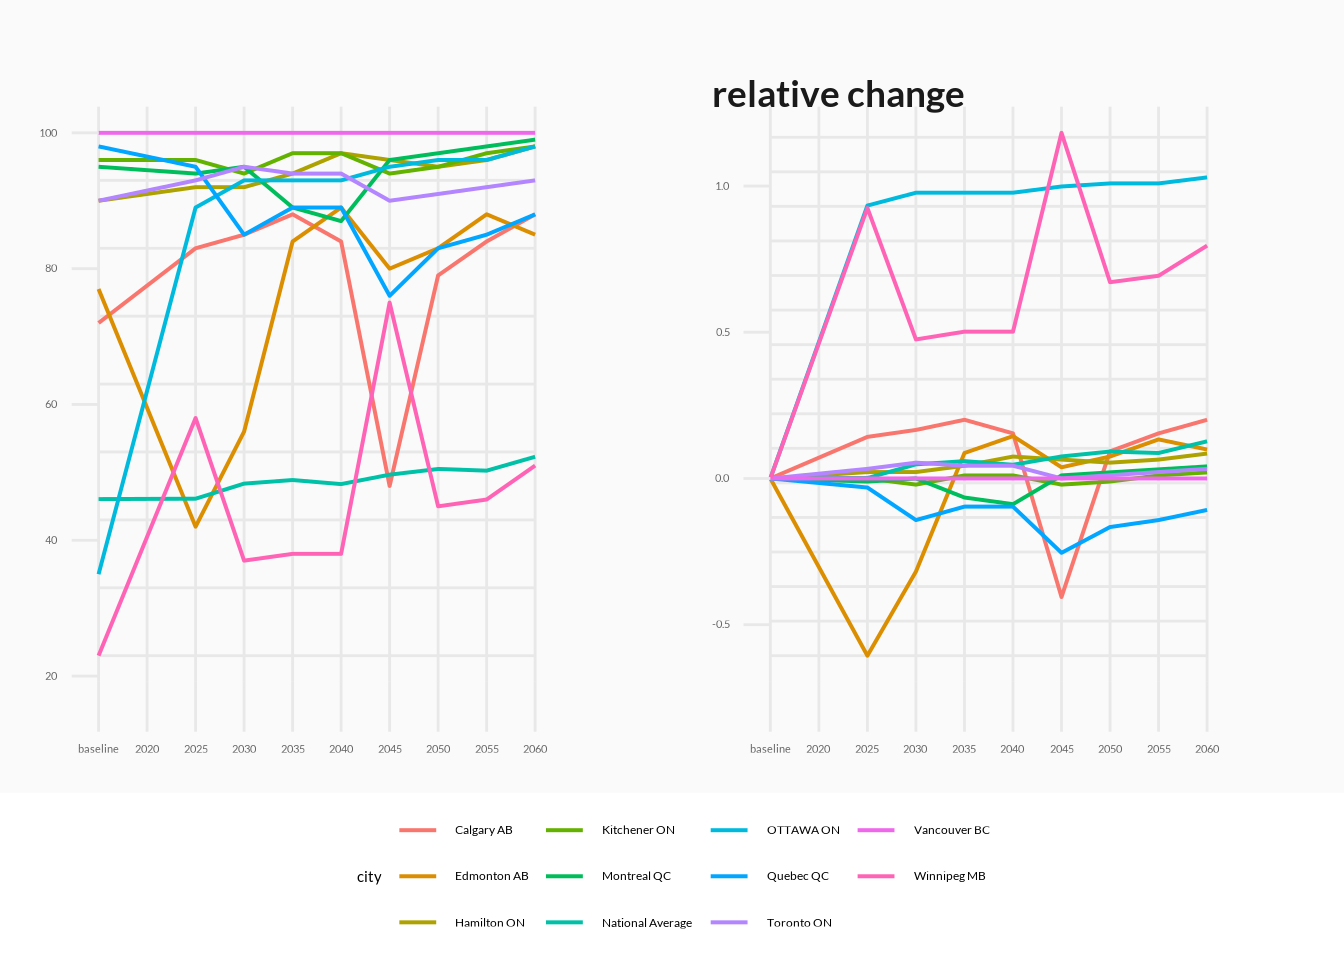 relative change
100
80
60
40
20
baseline 2020 2025 2030 2035 2040 2045 2050 2055 2060
1.0
0.5
0.0
-0.5
baseline 2020 2025 2030 2035 2040 2045 2050 2055 2060
city
Calgary AB Kitchener ON OTTAWA ON Vancouver BC
Edmonton AB Montreal QC Quebec QC Winnipeg MB
Hamilton ON National Average Toronto ON